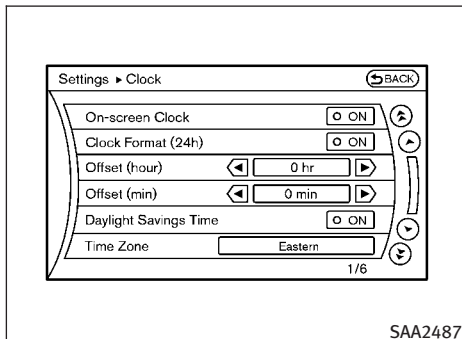 Settings ▸ Clock BACK
On-screen Clock ON
Clock Format (24h) ON
Offset (hour) 0 hr
Offset (min) 0 min
Daylight Savings Time ON
Time Zone Eastern
1/6
SAA2487